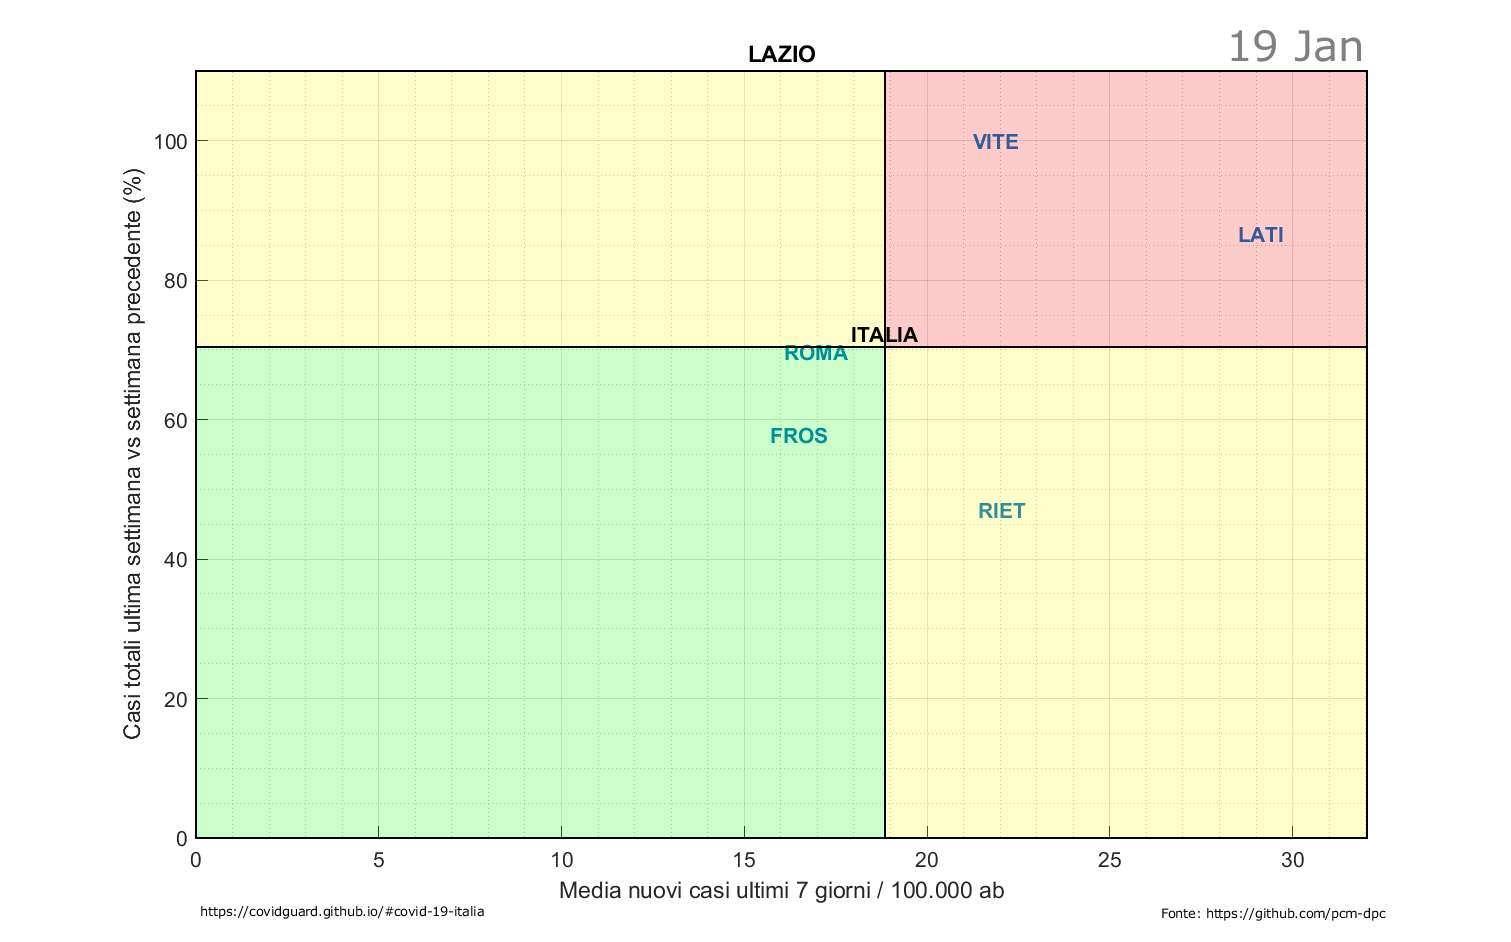 19 Jan
LAZIO
Casi totali ultima settimana vs settimana precedente (%)
100
80
60
40
20
0
VITE
LATI
ITALIA
ROMA
FROS
RIET
0 5 10 15 20 25 30
Media nuovi casi ultimi 7 giorni / 100.000 ab
https://covidguard.github.io/#covid-19-italia
Fonte: https://github.com/pcm-dpc